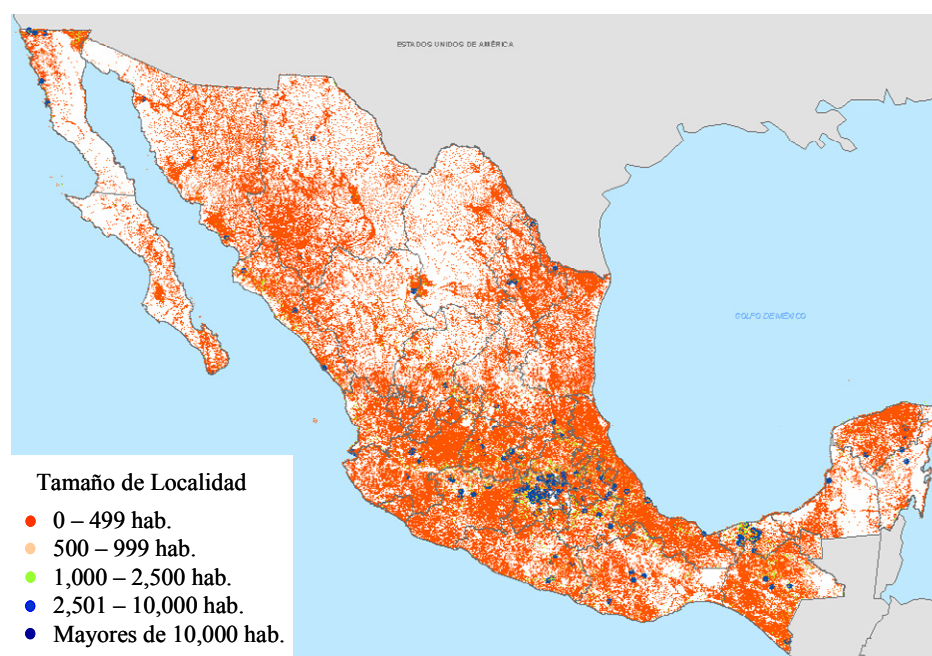 ESTADOS UNIDOS DE AMÉRICA
GOLFO DE MÉXICO
Tamaño de Localidad
0 – 499 hab.
500 – 999 hab.
1,000 – 2,500 hab.
2,501 – 10,000 hab.
Mayores de 10,000 hab.